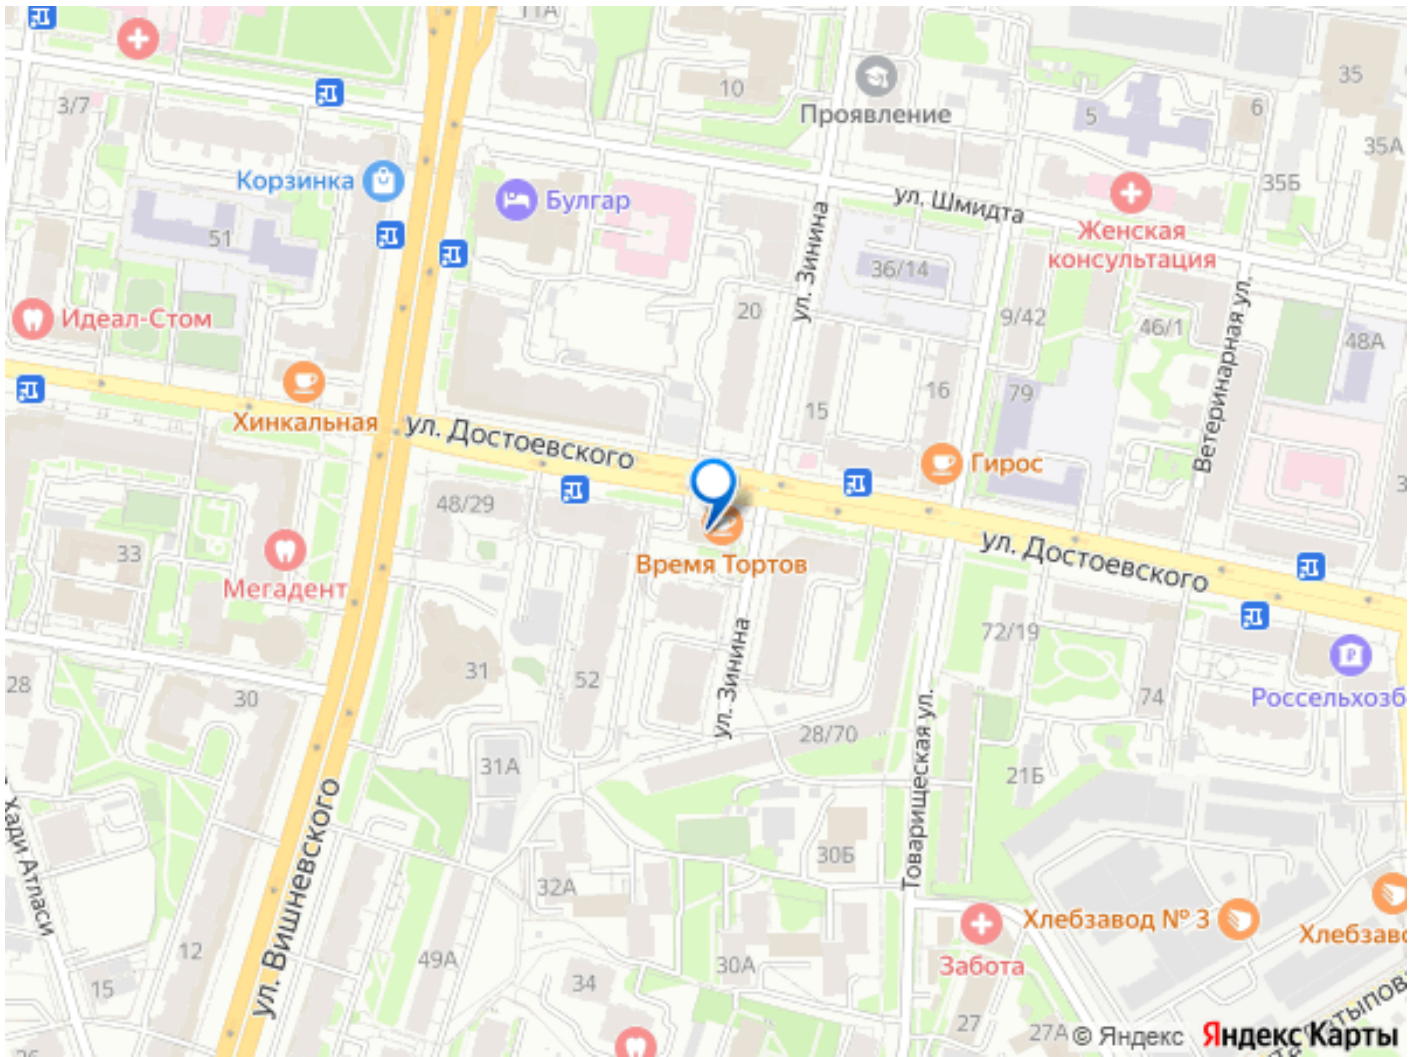 11А
3/7
10
Проявление
5
6
35
35А
35Б
Корзинка
Булгар
ул. Шмидта
Женская
консультация
51
ул. Зинина
36/14
Идеал-Стом
20
9/42
46/1
48А
Ветеринарная ул.
Хинкальная
ул. Достоевского
15
16
79
Гирос
48/29
33
Мегадент
Время Тортов
ул. Достоевского
72/19
31
52
ул. Зинина
74
Россельхозб
28
30
28/70
31А
21Б
Товарищеская ул.
Хади Атласи
ул. Вишневского
30Б
32А
Хлебзавод № 3
Хлебзаво
12
49А
30А
Забота
15
34
27
27А
© Яндекс
Яндекс Карты